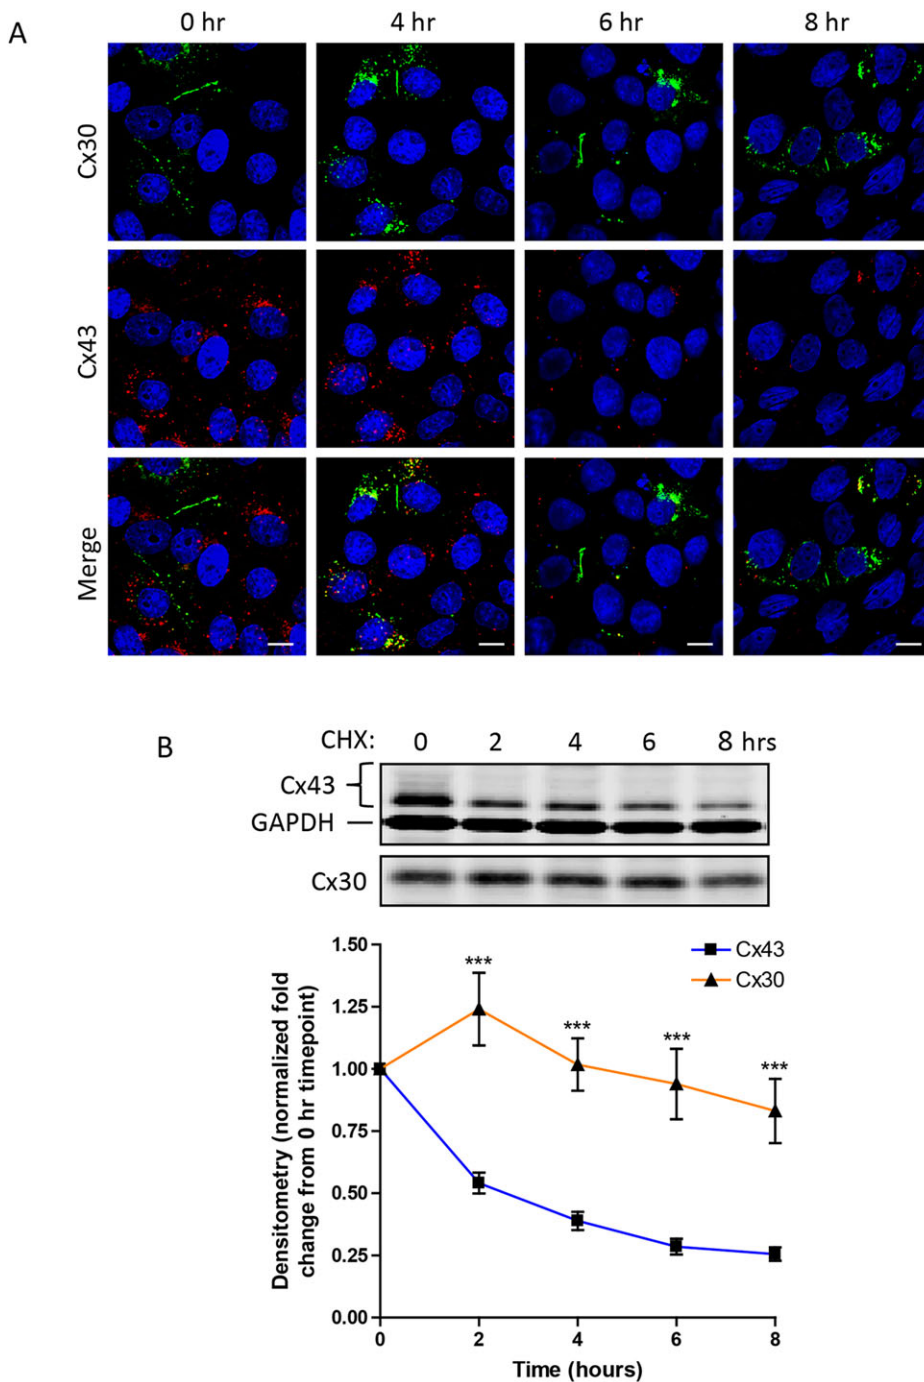 A
0 hr 4 hr 6 hr 8 hr
Cx30
Cx43
Merge
B
CHX: 0 2 4 6 8 hrs
Cx43
GAPDH
Cx30
1.50
1.25
1.00
0.75
0.50
0.25
0.00
Densitometry (normalized fold
change from 0 hr timepoint)
Cx43
Cx30
***
***
***
***
0 2 4 6 8
Time (hours)